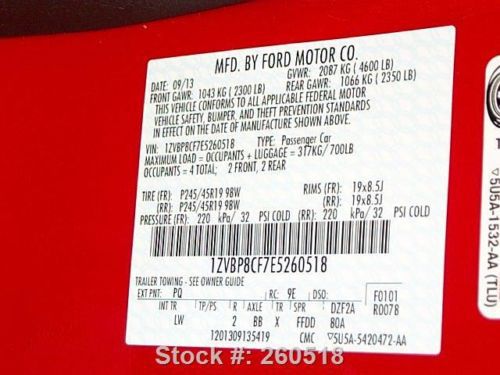 MFD. BY FORD MOTOR CO.
DATE: 09/13 GVWR: 2087 KG ( 4600 LB)
FRONT GAWR: 1043 KG ( 2300 LB) REAR GAWR: 1066 KG ( 2350 LB)
THIS VEHICLE CONFORMS TO ALL APPLICABLE FEDERAL MOTOR
VEHICLE SAFETY, BUMPER, AND THEFT PREVENTION STANDARDS
IN EFFECT ON THE DATE OF MANUFACTURE SHOWN ABOVE.
VIN: 1ZVBP8CF7E5260518 TYPE: Passenger Car
MAXIMUM LOAD = OCCUPANTS + LUGGAGE = 317KG/700LB
OCCUPANTS = 4 TOTAL; 2 FRONT, 2 REAR
TIRE (FR): P245/45R19 98W RIMS (FR): 19x8.5J
(RR): P245/45R19 98W (RR): 19x8.5J
PRESSURE (FR): 220 kPa/ 32 PSI COLD (RR): 220 kPa/ 32 PSI COLD
1ZVBP8CF7E5260518
TRAILER TOWING - SEE OWNER GUIDE
EXT PNT: PQ RC: 9E DSO: F0101
INT TR TP/PS R AXLE TR SPR DZF2A R0078
LW 2 BB X FFDD 80A
1201309135419 CMC 5U5A-5420472-AA
5U5A-1532-AA (TLU)
Stock #: 260518